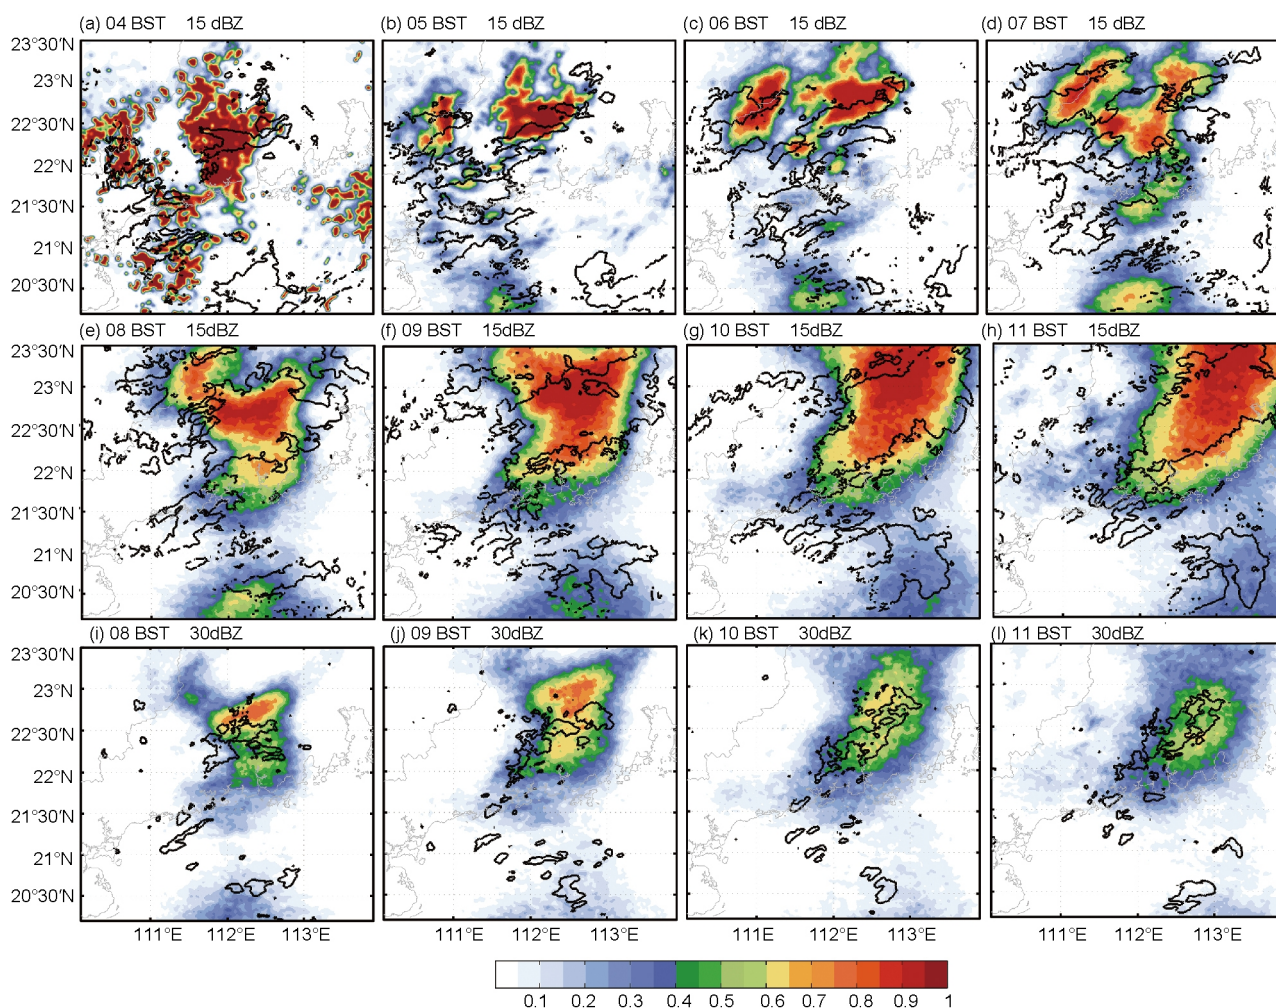 (a) 04 BST 15 dBZ
(b) 05 BST 15 dBZ
(c) 06 BST 15 dBZ
(d) 07 BST 15 dBZ
23°30′N
23°N
22°30′N
22°N
21°30′N
21°N
20°30′N
(e) 08 BST 15dBZ
(f) 09 BST 15dBZ
(g) 10 BST 15dBZ
(h) 11 BST 15dBZ
23°30′N
23°N
22°30′N
22°N
21°30′N
21°N
20°30′N
(i) 08 BST 30dBZ
(j) 09 BST 30dBZ
(k) 10 BST 30dBZ
(l) 11 BST 30dBZ
23°30′N
23°N
22°30′N
22°N
21°30′N
21°N
20°30′N
111°E 112°E 113°E 111°E 112°E 113°E 111°E 112°E 113°E 111°E 112°E 113°E
0.1 0.2 0.3 0.4 0.5 0.6 0.7 0.8 0.9 1